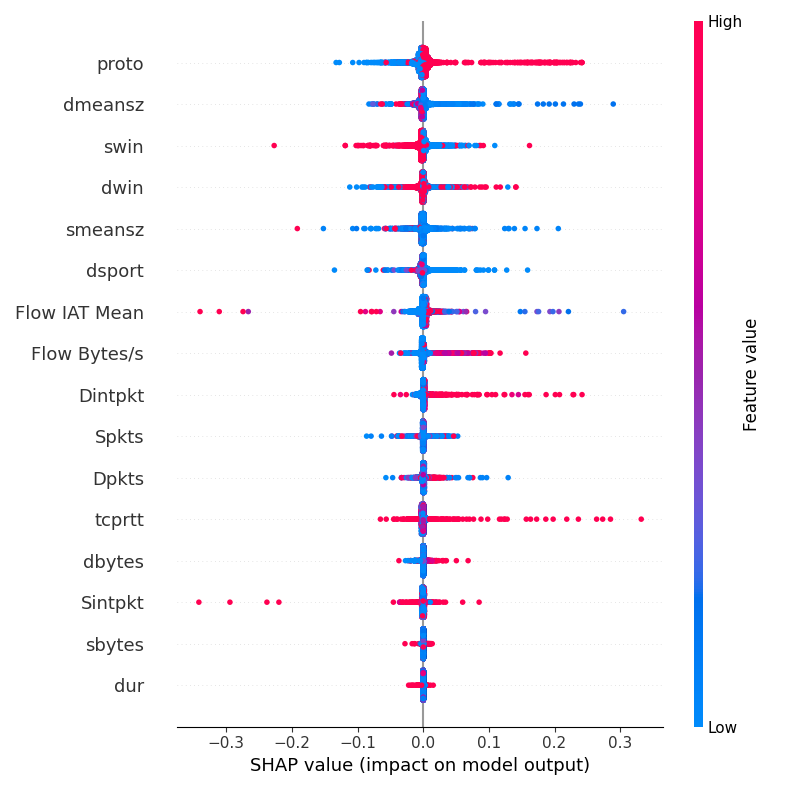 High
proto
dmeansz
swin
dwin
smeansz
dsport
Flow IAT Mean
Flow Bytes/s
Dintpkt
Spkts
Dpkts
tcprtt
dbytes
Sintpkt
sbytes
dur
Feature value
Low
−0.3 −0.2 −0.1 0.0 0.1 0.2 0.3
SHAP value (impact on model output)